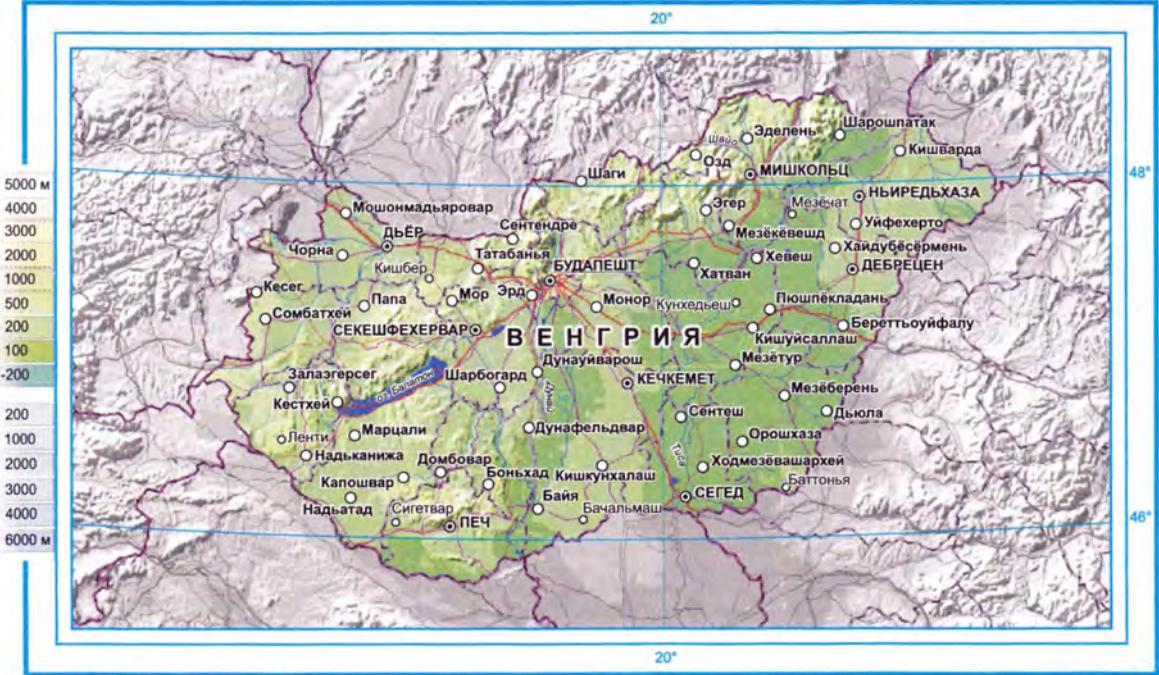 20°
5000 м
4000
3000
2000
1000
500
200
100
-200
200
1000
2000
3000
4000
6000 м
48°
46°
Эделень
Шарошпатак
Шайо
Озд
Кишварда
МИШКОЛЬЦ
Шаги
НЬИРЕДЬХАЗА
Мезёчат
Эгер
Мошонмадьяровар
Уйфехерто
Сентендре
Мезёкёвешд
ДЬЁР
Хайдубёсёрмень
Чорна
Татабанья
Хевеш
БУДАПЕШТ
Хатван
ДЕБРЕЦЕН
Кишбер
Кесег
Папа
Мор
Эрд
Монор
Кунхедьеш
Пюшпёкладань
Сомбатхей
Береттьоуйфалу
СЕКЕШФЕХЕРВАР
ВЕНГРИЯ
Кишуйсаллаш
Дунауйварош
Мезётур
Залаэгерсег
оз. Балатон
Шарбогард
КЕЧКЕМЕТ
Дунай
Мезёберень
Кестхей
Сентеш
Дьюла
Дунафельдвар
Марцали
Ленти
Орошхаза
Тиса
Надьканижа
Домбовар
Ходмезёвашархей
Боньхад
Кишкунхалаш
Капошвар
Баттонья
Байя
СЕГЕД
Надьатад
Сигетвар
Бачальмаш
ПЕЧ
20°